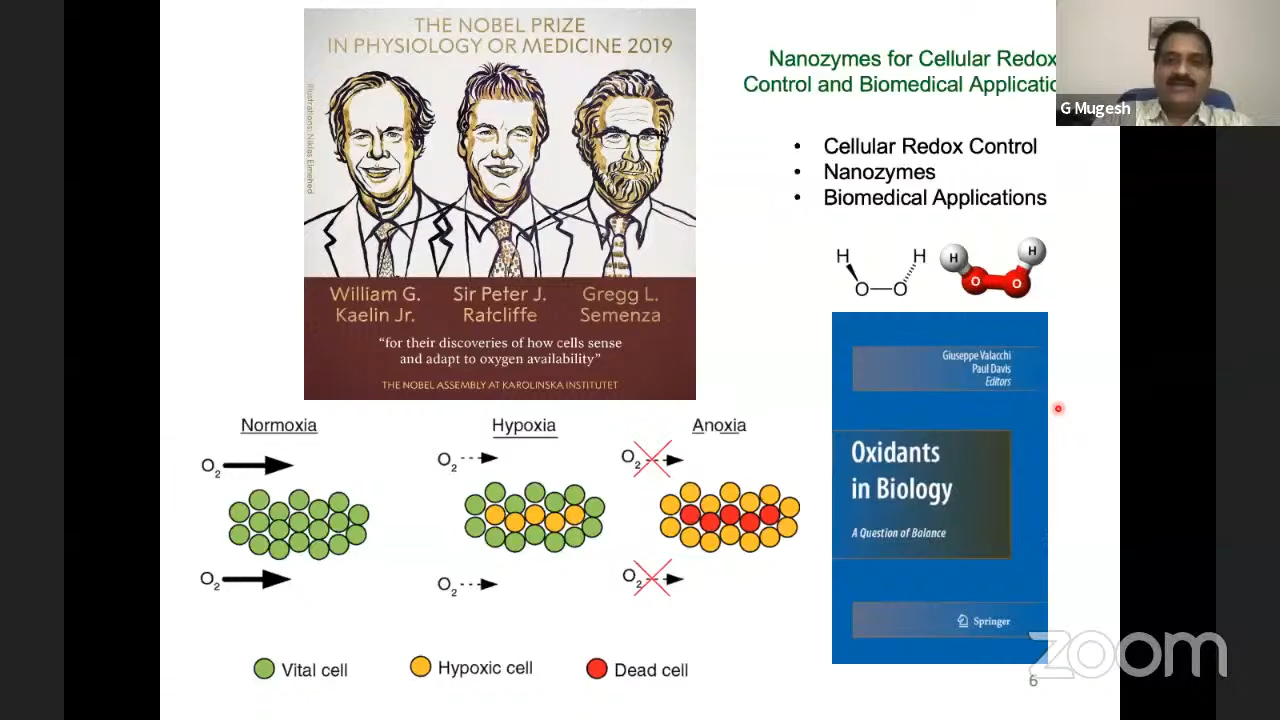 THE NOBEL PRIZE
IN PHYSIOLOGY OR MEDICINE 2019
Illustrations: Niklas Elmehed
William G.
Kaelin Jr.
Sir Peter J.
Ratcliffe
Gregg L.
Semenza
“for their discoveries of how cells sense
and adapt to oxygen availability”
THE NOBEL ASSEMBLY AT KAROLINSKA INSTITUTET
Nanozymes for Cellular Redox
Control and Biomedical Applicatio
G Mugesh
• Cellular Redox Control
• Nanozymes
• Biomedical Applications
H H
O O
H H
O O
Giuseppe Valacchi
Paul Davis
Editors
Oxidants
in Biology
A Question of Balance
Springer
Normoxia
O2
O2
Hypoxia
O2
O2
Anoxia
O2
O2
Vital cell
Hypoxic cell
Dead cell
zoom
6